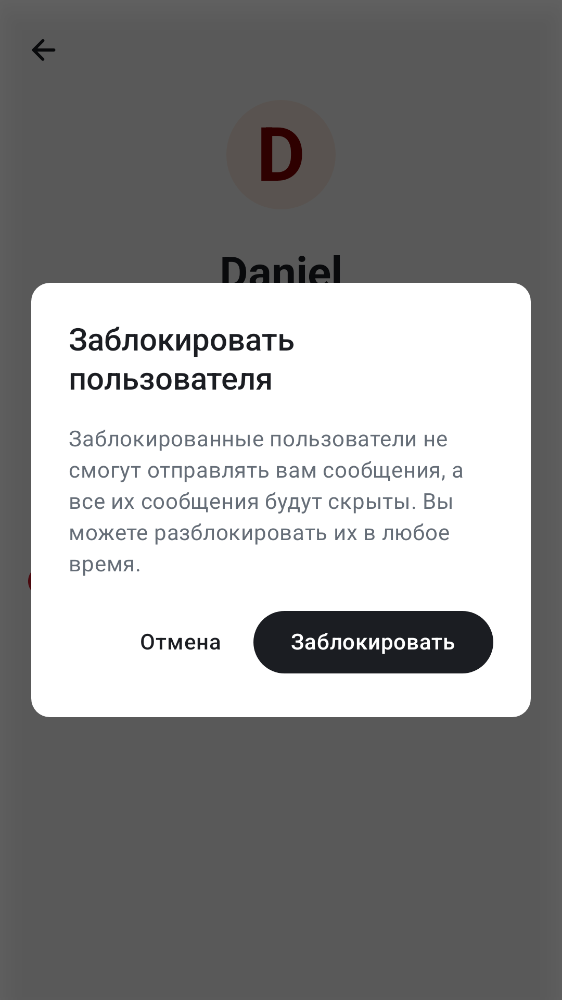 D
Daniel
Заблокировать
пользователя
Заблокированные пользователи не
смогут отправлять вам сообщения, а
все их сообщения будут скрыты. Вы
можете разблокировать их в любое
время.
Отмена
Заблокировать